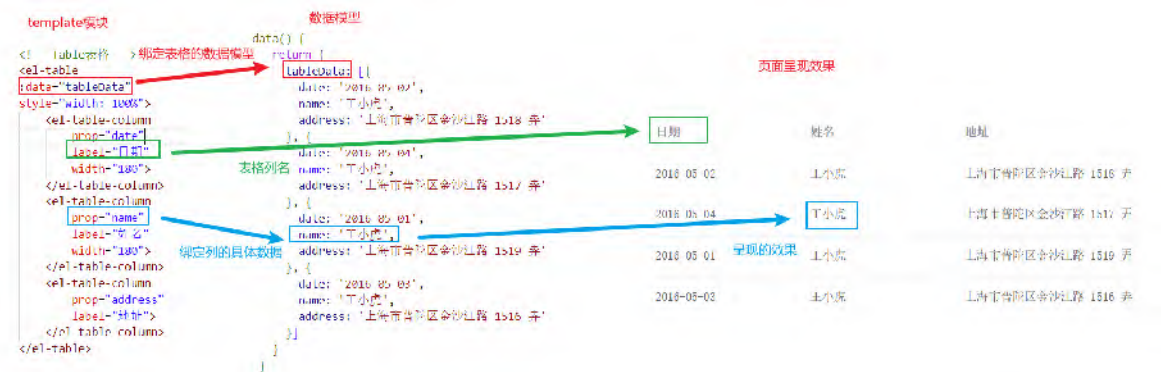 template模块
<!-- Table表格 -->
<el-table
:data="tableData"
style="width: 100%">
<el-table-column
prop="date"
label="日期"
width="180">
</el-table-column>
<el-table-column
prop="name"
label="姓名"
width="180">
</el-table-column>
<el-table-column
prop="address"
label="地址">
</el-table-column>
</el-table>
绑定表格的数据模型
表格列名
绑定列的具体数据
数据模型
data() {
return {
tableData: [{
date: '2016-05-02',
name: '王小虎',
address: '上海市普陀区金沙江路 1518 弄'
}, {
date: '2016-05-04',
name: '王小虎',
address: '上海市普陀区金沙江路 1517 弄'
}, {
date: '2016-05-01',
name: '王小虎',
address: '上海市普陀区金沙江路 1519 弄'
}, {
date: '2016-05-03',
name: '王小虎',
address: '上海市普陀区金沙江路 1516 弄'
}]
}
}
页面呈现效果
日期 姓名 地址
2016-05-02 王小虎 上海市普陀区金沙江路 1518 弄
2016-05-04 王小虎 上海市普陀区金沙江路 1517 弄
2016-05-01 王小虎 上海市普陀区金沙江路 1519 弄
2016-05-03 王小虎 上海市普陀区金沙江路 1516 弄
呈现的效果